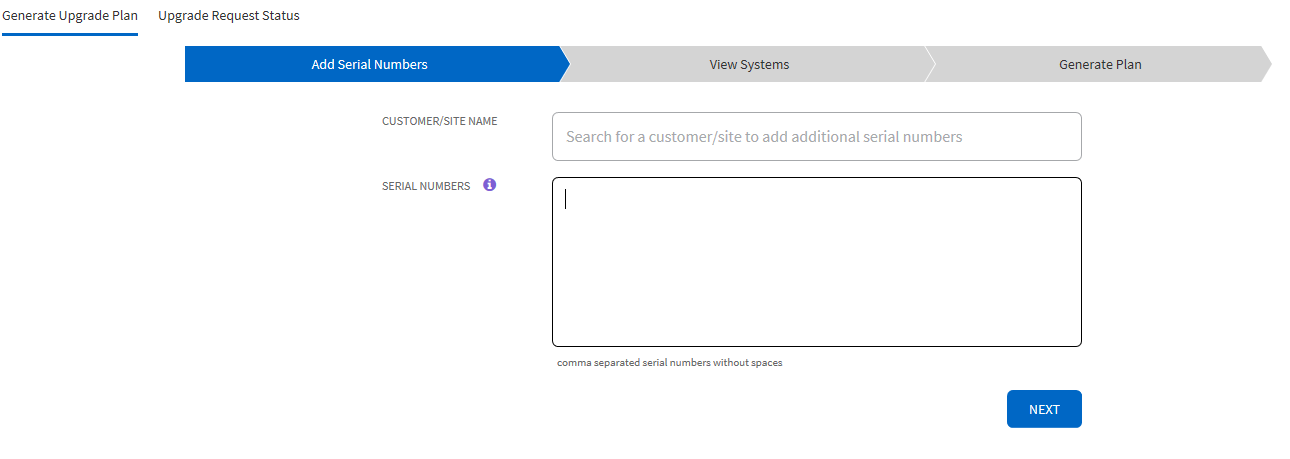 Generate Upgrade Plan Upgrade Request Status
Add Serial Numbers View Systems Generate Plan
CUSTOMER/SITE NAME Search for a customer/site to add additional serial numbers
SERIAL NUMBERS
comma separated serial numbers without spaces
NEXT